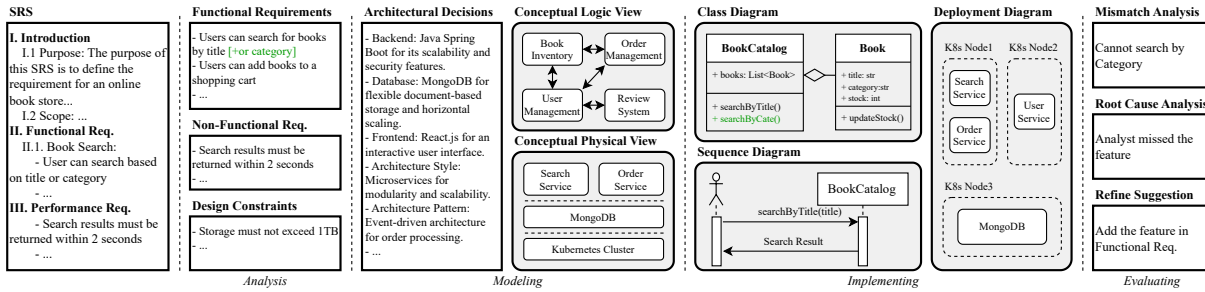 SRS
I. Introduction
I.1 Purpose: The purpose of
this SRS is to define the
requirement for an online
book store...
I.2 Scope: ...
II. Functional Req.
II.1. Book Search:
- User can search based
on title or category
- ...
III. Performance Req.
- Search results must be
returned within 2 seconds
- ...
Functional Requirements
- Users can search for books
by title [+or category]
- Users can add books to a
shopping cart
- ...
Non-Functional Req.
- Search results must be
returned within 2 seconds
- ...
Design Constraints
- Storage must not exceed 1TB
- ...
Analysis
Architectural Decisions
- Backend: Java Spring
Boot for its scalability and
security features.
- Database: MongoDB for
flexible document-based
storage and horizontal
scaling.
- Frontend: React.js for an
interactive user interface.
- Architecture Style:
Microservices for
modularity and scalability.
- Architecture Pattern:
Event-driven architecture
for order processing.
- ...
Conceptual Logic View
Book
Inventory
Order
Management
User
Management
Review
System
Conceptual Physical View
Search
Service
Order
Service
MongoDB
Kubernetes Cluster
Modeling
Class Diagram
BookCatalog
+ books: List<Book>
+ searchByTitle()
+ searchByCate()
Book
+ title: str
+ category:str
+ stock: int
+ updateStock()
Sequence Diagram
BookCatalog
searchByTitle(title)
Search Result
Deployment Diagram
K8s Node1
Search
Service
Order
Service
K8s Node2
User
Service
K8s Node3
MongoDB
Implementing
Mismatch Analysis
Cannot search by
Category
Root Cause Analysis
Analyst missed the
feature
Refine Suggestion
Add the feature in
Functional Req.
Evaluating